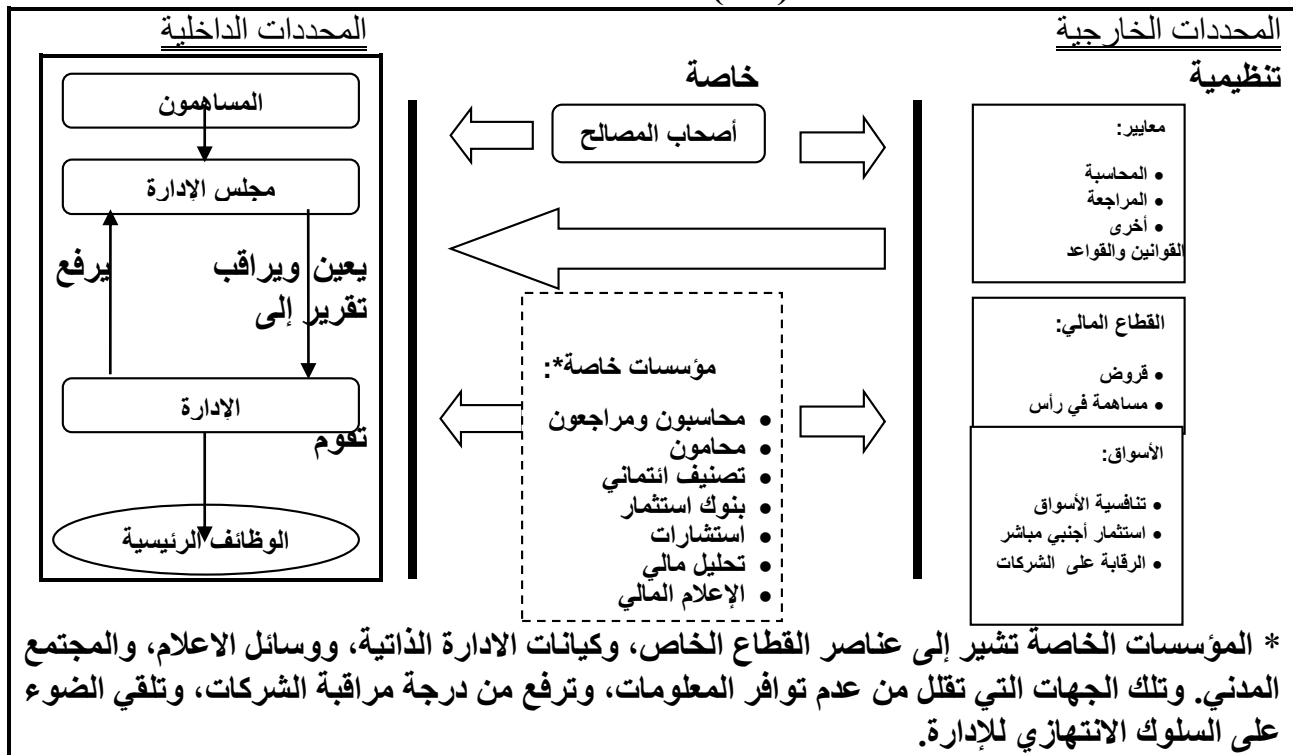 المحددات الخارجية
المحددات الداخلية
تنظيمية
خاصة
معايير:
• المحاسبة
• المراجعة
• أخرى
القوانين والقواعد
القطاع المالي:
• قروض
• مساهمة في رأس
الأسواق:
• تنافسية الأسواق
• استثمار أجنبي مباشر
• الرقابة على الشركات
أصحاب المصالح
مؤسسات خاصة*:
• محاسبون ومراجعون
• محامون
• تصنيف ائتماني
• بنوك استثمار
• استشارات
• تحليل مالي
• الإعلام المالي
المساهمون
مجلس الإدارة
يعين ويراقب يرفع
تقرير إلى
الإدارة
تقوم
الوظائف الرئيسية
* المؤسسات الخاصة تشير إلى عناصر القطاع الخاص، وكيانات الادارة الذاتية، ووسائل الاعلام، والمجتمع
المدني. وتلك الجهات التي تقلل من عدم توافر المعلومات، وترفع من درجة مراقبة الشركات، وتلقي الضوء
على السلوك الانتهازي للإدارة.